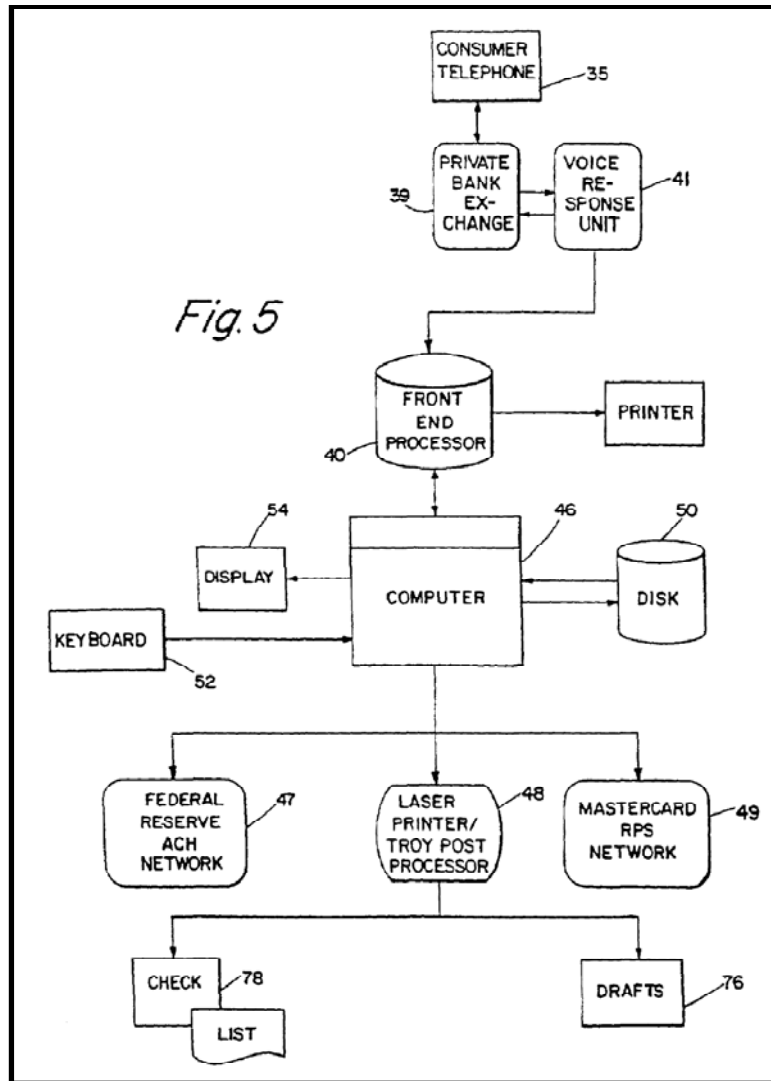 CONSUMER
TELEPHONE
35
PRIVATE
BANK
EX-
CHANGE
39
VOICE
RE-
SPONSE
UNIT
41
Fig. 5
FRONT
END
PROCESSOR
40
PRINTER
54
DISPLAY
46
COMPUTER
50
DISK
KEYBOARD
52
FEDERAL
RESERVE
ACH
NETWORK
47
LASER
PRINTER/
TROY POST
PROCESSOR
48
MASTERCARD
RPS
NETWORK
49
CHECK
78
LIST
DRAFTS
76